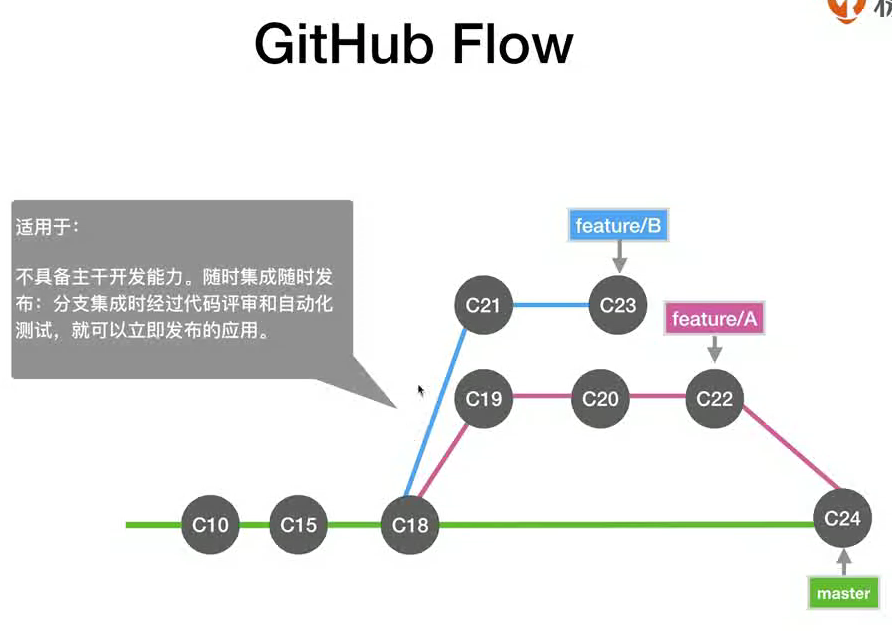 GitHub Flow
适用于：
不具备主干开发能力。随时集成随时发
布：分支集成时经过代码评审和自动化
测试，就可以立即发布的应用。
feature/B
C21
C23
feature/A
C19
C20
C22
C10
C15
C18
C24
master